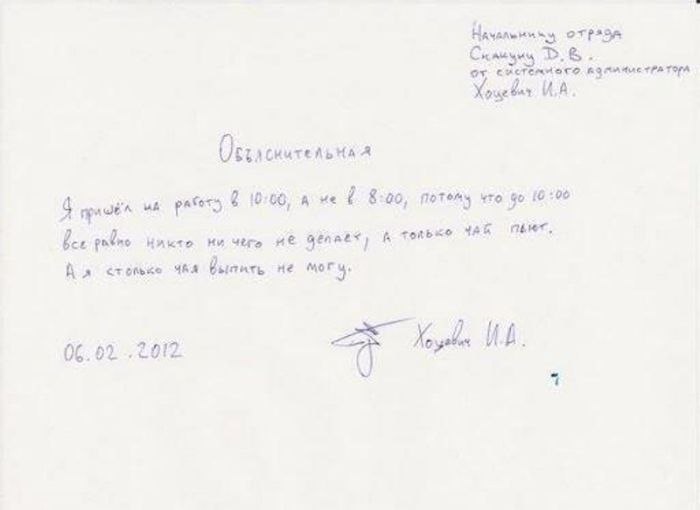 Начальнику отряда
Скакуну Д.В.
от системного администратора
Хоцевич И.А.
Объяснительная
Я пришёл на работу в 10:00, а не в 8:00, потому что до 10:00
все равно никто ни чего не делает, а только чай пьют.
А я столько чая выпить не могу.
06.02.2012 Хоцевич И.А.